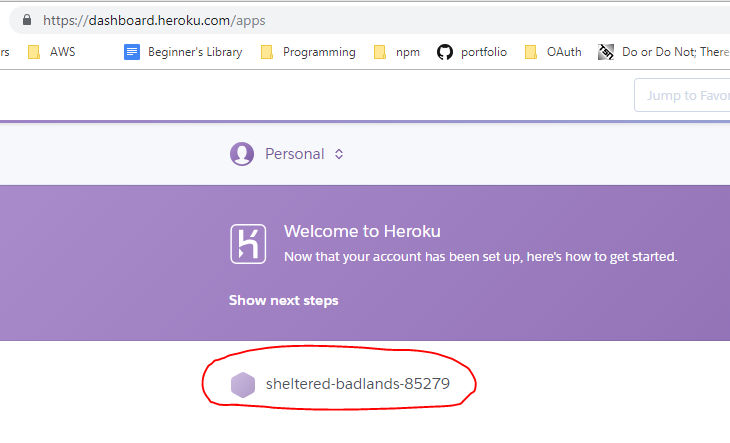 https://dashboard.heroku.com/apps
rs AWS Beginner's Library Programming npm portfolio OAuth Do or Do Not; There
Jump to Favor
Personal
Welcome to Heroku
Now that your account has been set up, here's how to get started.
Show next steps
sheltered-badlands-85279